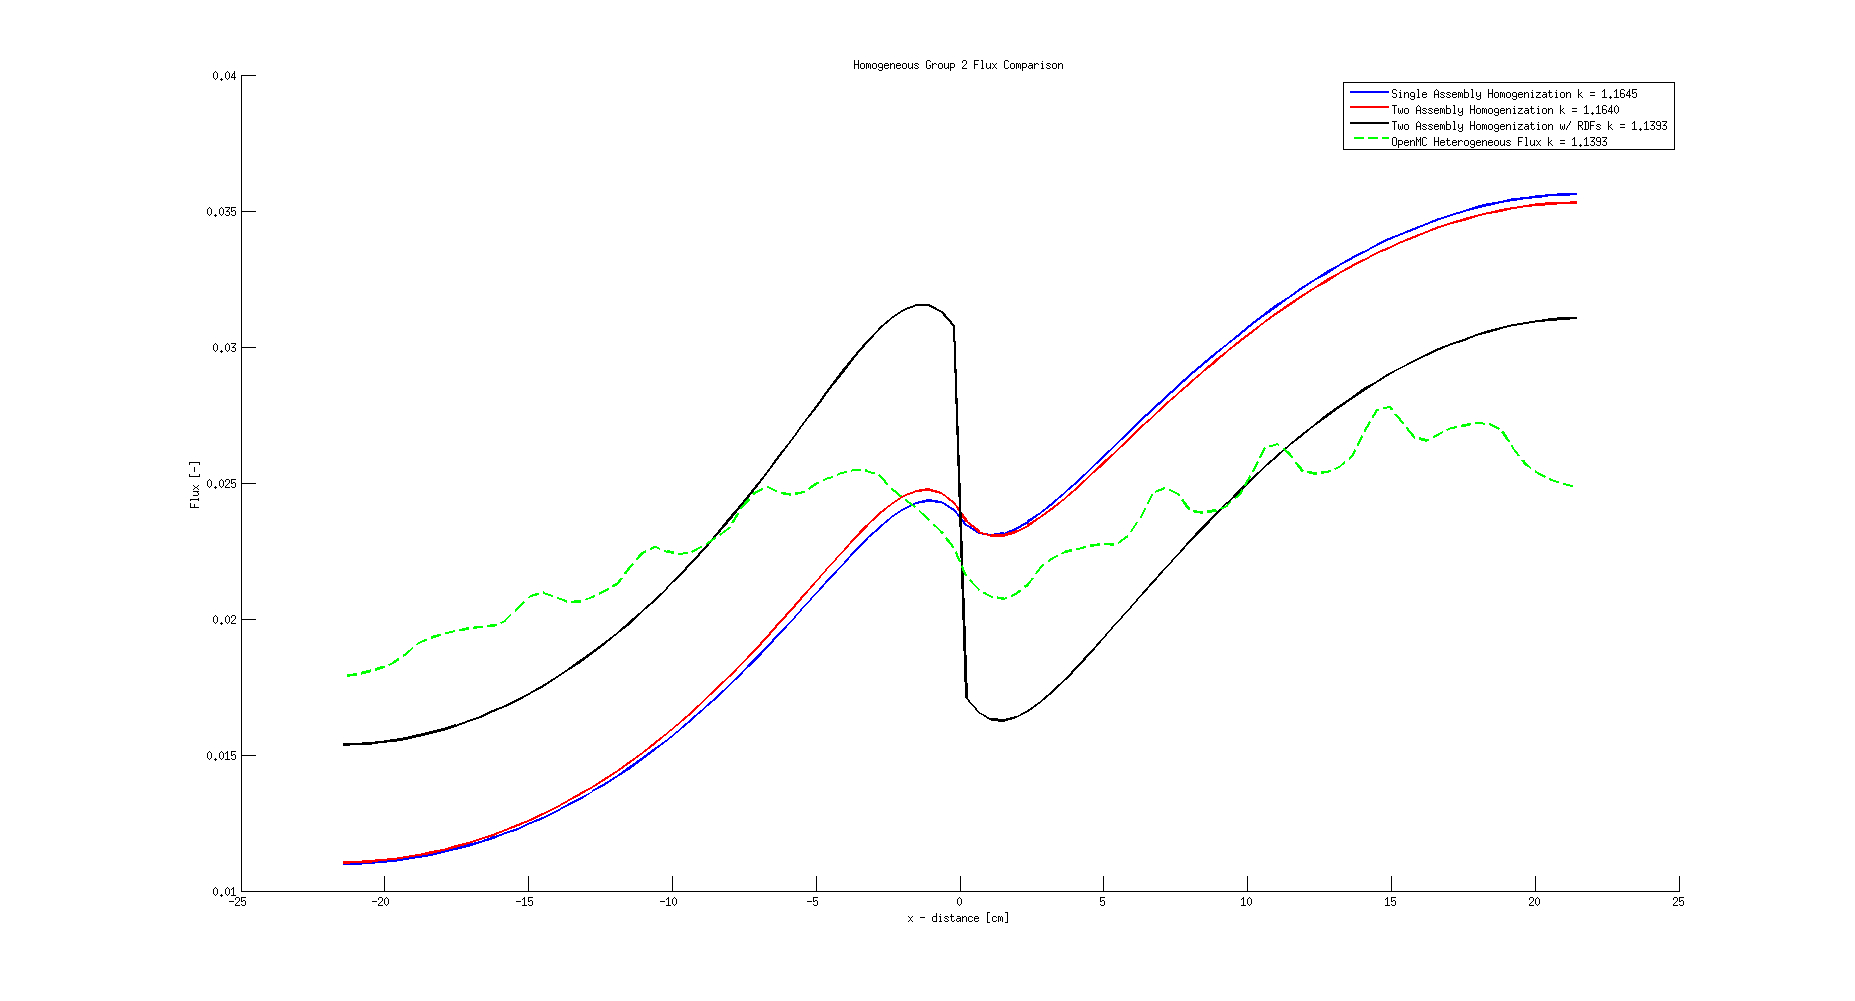 Homogeneous Group 2 Flux Comparison
Single Assembly Homogenization k = 1.1645
Two Assembly Homogenization k = 1.1640
Two Assembly Homogenization w/ RDFs k = 1.1393
OpenMC Heterogeneous Flux k = 1.1393
0.04
0.035
0.03
0.025
0.02
0.015
0.01
Flux [-]
-25 -20 -15 -10 -5 0 5 10 15 20 25
x - distance [cm]